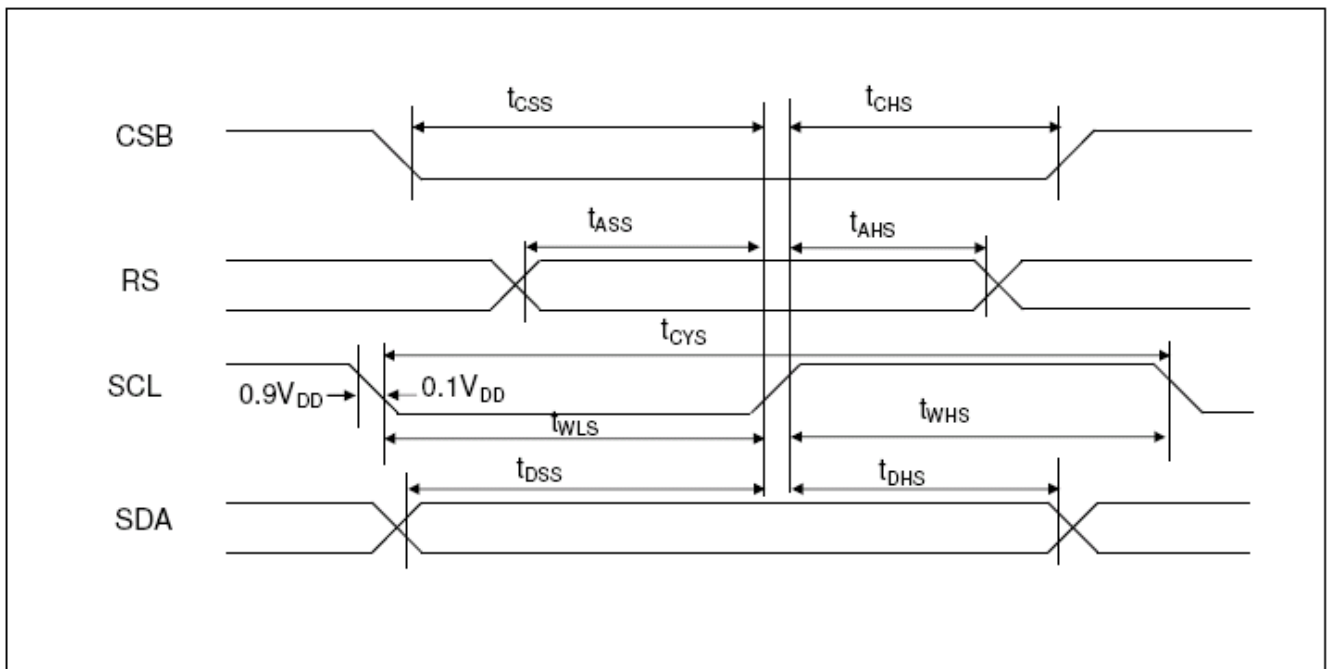 CSB
tCSS
tCHS
RS
tASS
tAHS
SCL
tCYS
0.9VDD
0.1VDD
tWLS
tWHS
SDA
tDSS
tDHS